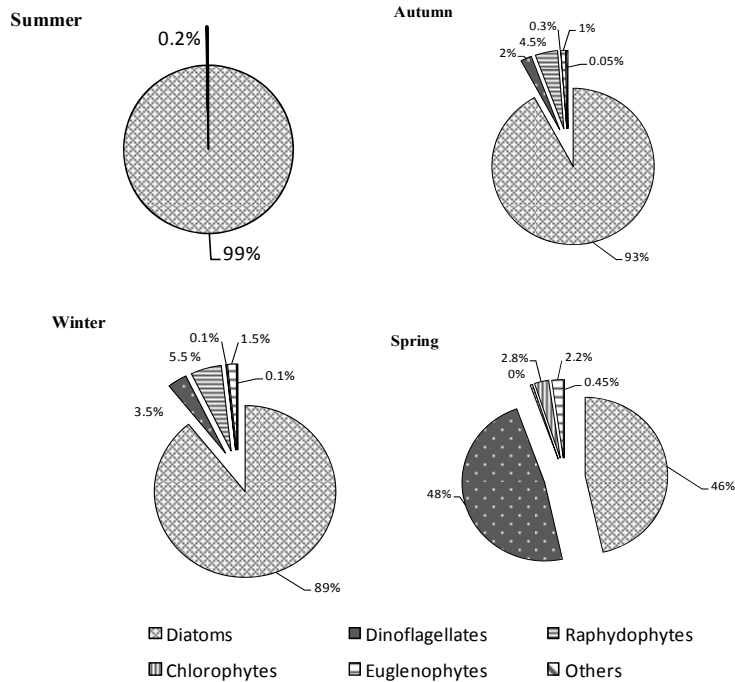 Summer
0.2%
99%
Autumn
0.3%
1%
4.5%
2%
0.05%
93%
Winter
0.1%
1.5%
5.5 %
0.1%
3.5%
89%
Spring
2.8%
2.2%
0%
0.45%
48%
46%
Diatoms
Dinoflagellates
Raphydophytes
Chlorophytes
Euglenophytes
Others